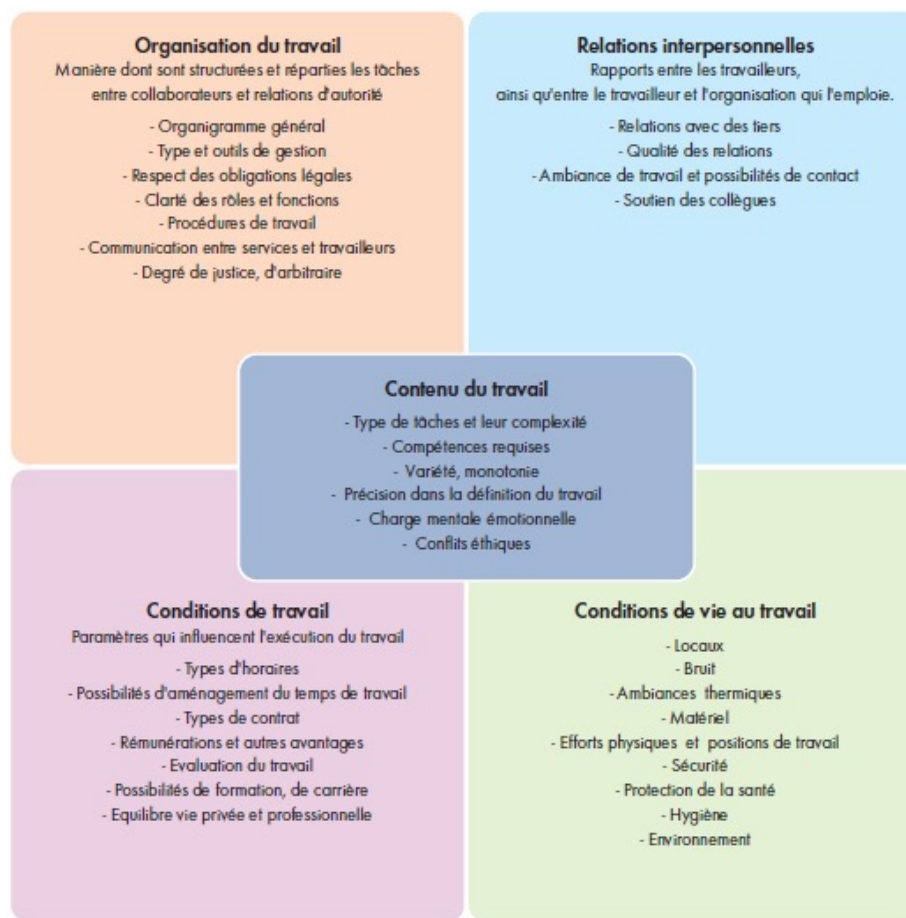 Organisation du travail
Manière dont sont structurées et réparties les tâches
entre collaborateurs et relations d'autorité
- Organigramme général
- Type et outils de gestion
- Respect des obligations légales
- Clarté des rôles et fonctions
- Procédures de travail
- Communication entre services et travailleurs
- Degré de justice, d'arbitraire
Relations interpersonnelles
Rapports entre les travailleurs,
ainsi qu'entre le travailleur et l'organisation qui l'emploie.
- Relations avec des tiers
- Qualité des relations
- Ambiance de travail et possibilités de contact
- Soutien des collègues
Contenu du travail
- Type de tâches et leur complexité
- Compétences requises
- Variété, monotonie
- Précision dans la définition du travail
- Charge mentale émotionnelle
- Conflits éthiques
Conditions de travail
Paramètres qui influencent l'exécution du travail
- Types d'horaires
- Possibilités d'aménagement du temps de travail
- Types de contrat
- Rémunérations et autres avantages
- Evaluation du travail
- Possibilités de formation, de carrière
- Equilibre vie privée et professionnelle
Conditions de vie au travail
- Locaux
- Bruit
- Ambiances thermiques
- Matériel
- Efforts physiques et positions de travail
- Sécurité
- Protection de la santé
- Hygiène
- Environnement